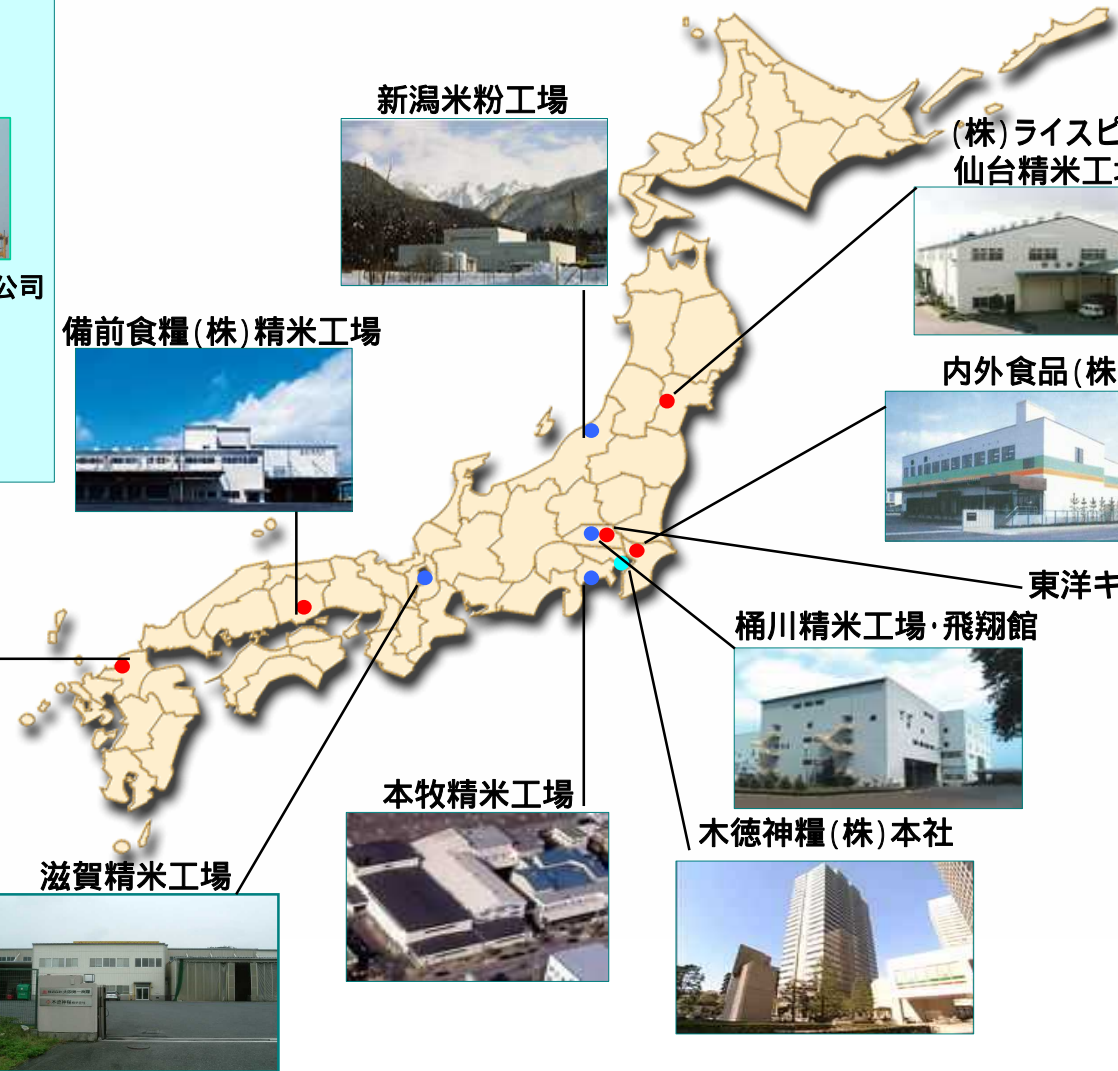 新潟米粉工場
(株)ライスピ
仙台精米工場
公司
備前食糧(株)精米工場
内外食品(株
東洋キ
桶川精米工場・飛翔館
本牧精米工場
木徳神糧(株)本社
滋賀精米工場